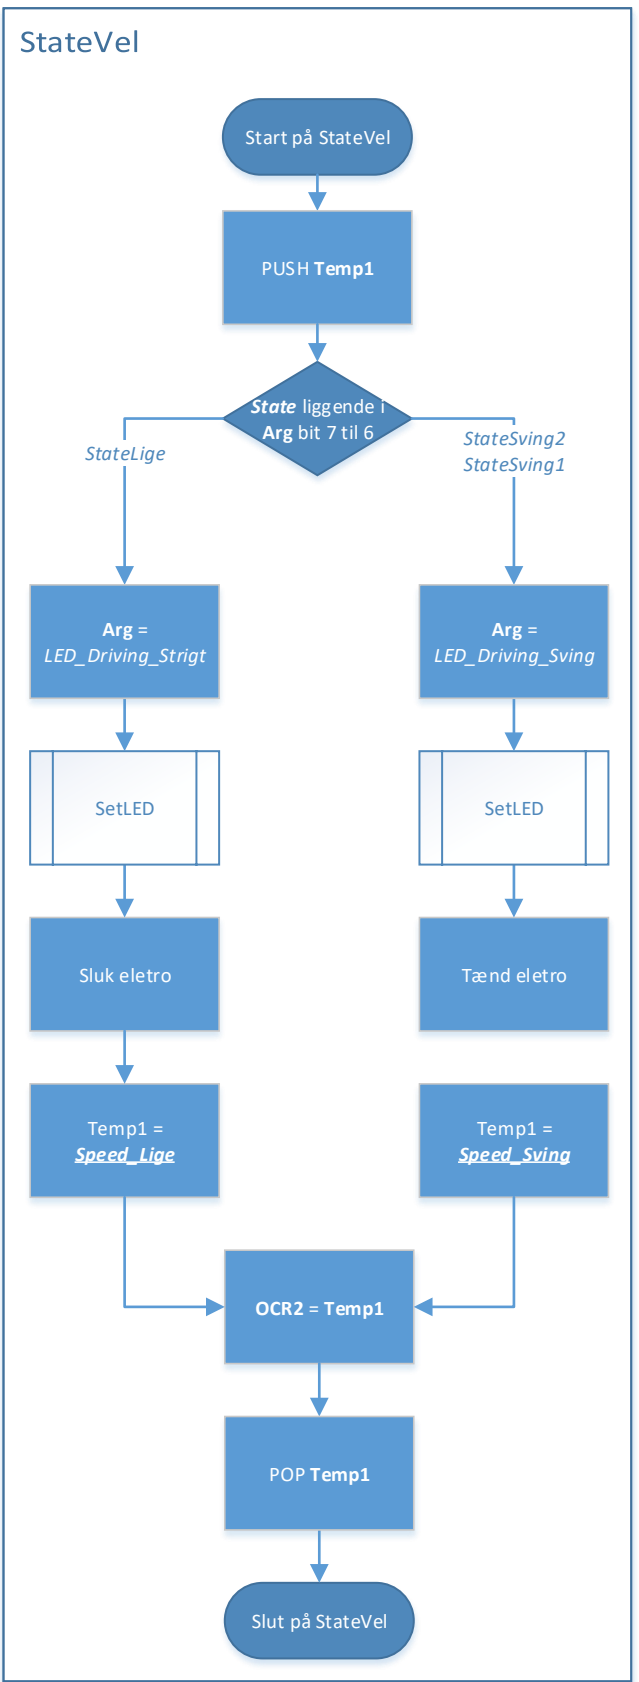 StateVel
Start på StateVel
PUSH Temp1
State liggende i
Arg bit 7 til 6
StateLige
StateSving2
StateSving1
Arg =
LED_Driving_Strigt
Arg =
LED_Driving_Sving
SetLED
SetLED
Sluk eletro
Tænd eletro
Temp1 =
Speed_Lige
Temp1 =
Speed_Sving
OCR2 = Temp1
POP Temp1
Slut på StateVel